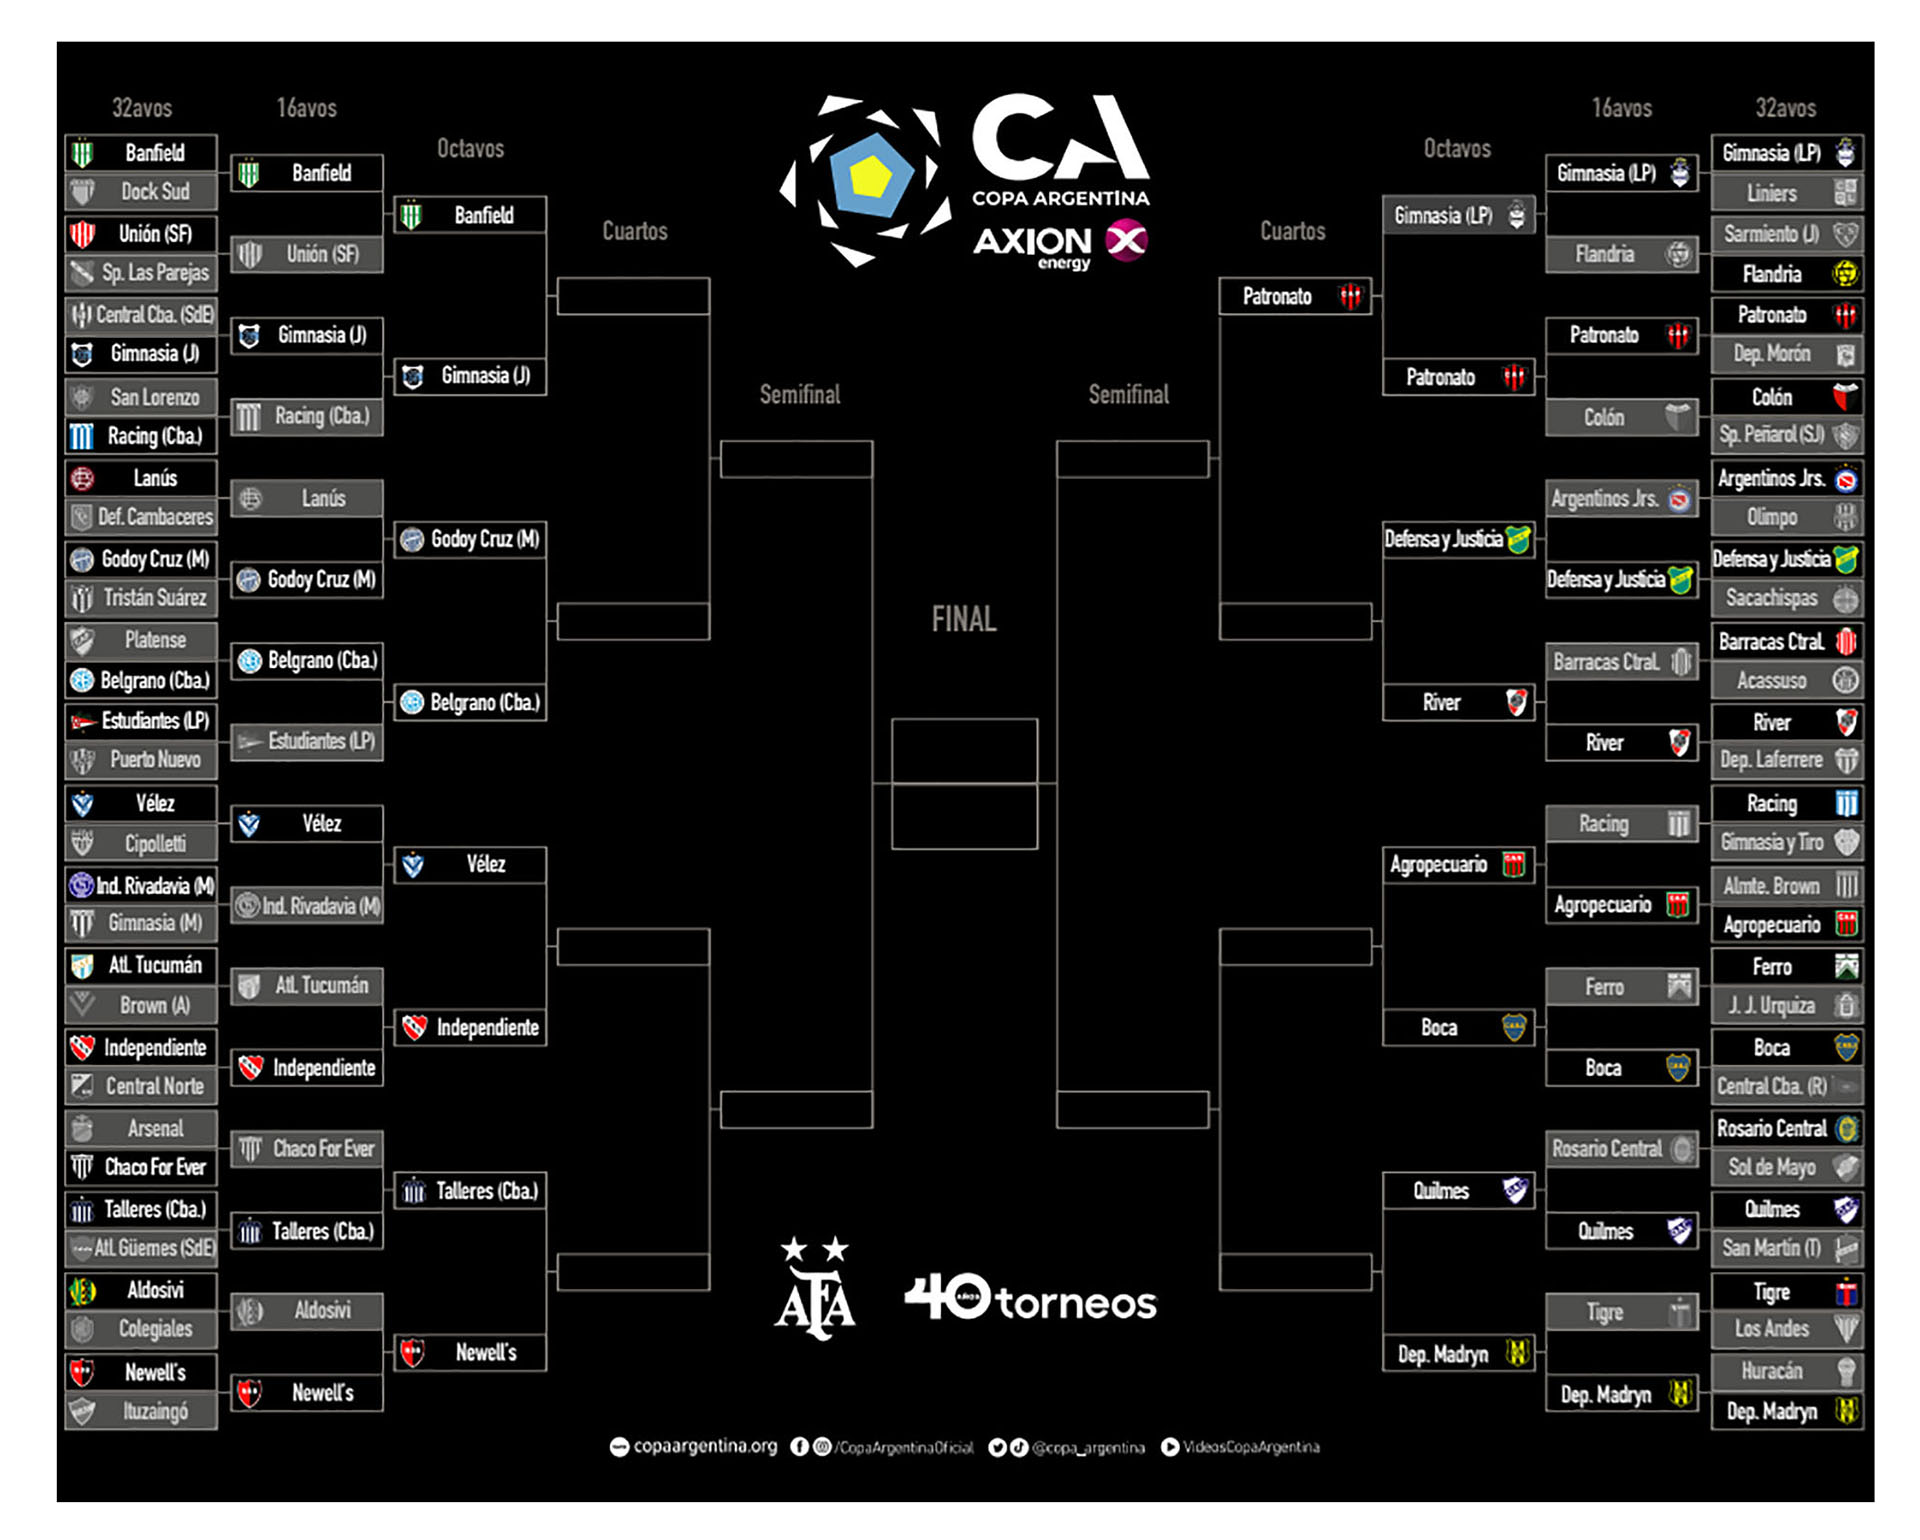 32avos
16avos
Octavos
Cuartos
Semifinal
FINAL
Semifinal
Cuartos
Octavos
16avos
32avos
CA
COPA ARGENTINA
AXION
energy
Banfield
Dock Sud
Unión (SF)
Sp. Las Parejas
Central Cba. (SdE)
Gimnasia (J)
San Lorenzo
Racing (Cba.)
Lanús
Def. Cambaceres
Godoy Cruz (M)
Tristán Suárez
Platense
Belgrano (Cba.)
Estudiantes (LP)
Puerto Nuevo
Vélez
Cipolletti
Ind. Rivadavia (M)
Gimnasia (M)
Atl. Tucumán
Brown (A)
Independiente
Central Norte
Arsenal
Chaco For Ever
Talleres (Cba.)
Atl. Güemes (SdE)
Aldosivi
Colegiales
Newell's
Ituzaingó
Banfield
Unión (SF)
Gimnasia (J)
Racing (Cba.)
Lanús
Godoy Cruz (M)
Belgrano (Cba.)
Estudiantes (LP)
Vélez
Ind. Rivadavia (M)
Atl. Tucumán
Independiente
Chaco For Ever
Talleres (Cba.)
Aldosivi
Newell's
Banfield
Gimnasia (J)
Godoy Cruz (M)
Belgrano (Cba.)
Vélez
Independiente
Talleres (Cba.)
Newell's
Patronato
Gimnasia (LP)
Patronato
Defensa y Justicia
River
Agropecuario
Boca
Quilmes
Dep. Madryn
Gimnasia (LP)
Flandria
Patronato
Colón
Argentinos Jrs.
Defensa y Justicia
Barracas Ctral.
River
Racing
Agropecuario
Ferro
Boca
Rosario Central
Quilmes
Tigre
Dep. Madryn
Gimnasia (LP)
Liniers
Sarmiento (J)
Flandria
Patronato
Dep. Morón
Colón
Sp. Peñarol (SJ)
Argentinos Jrs.
Olimpo
Defensa y Justicia
Sacachispas
Barracas Ctral.
Acassuso
River
Dep. Laferrere
Racing
Gimnasia y Tiro
Almte. Brown
Agropecuario
Ferro
J. J. Urquiza
Boca
Central Cba. (R)
Rosario Central
Sol de Mayo
Quilmes
San Martín (T)
Tigre
Los Andes
Huracán
Dep. Madryn
AFA
40 AÑOS torneos
copaargentina.org /CopaArgentinaOficial @copa_argentina VideosCopaArgentina